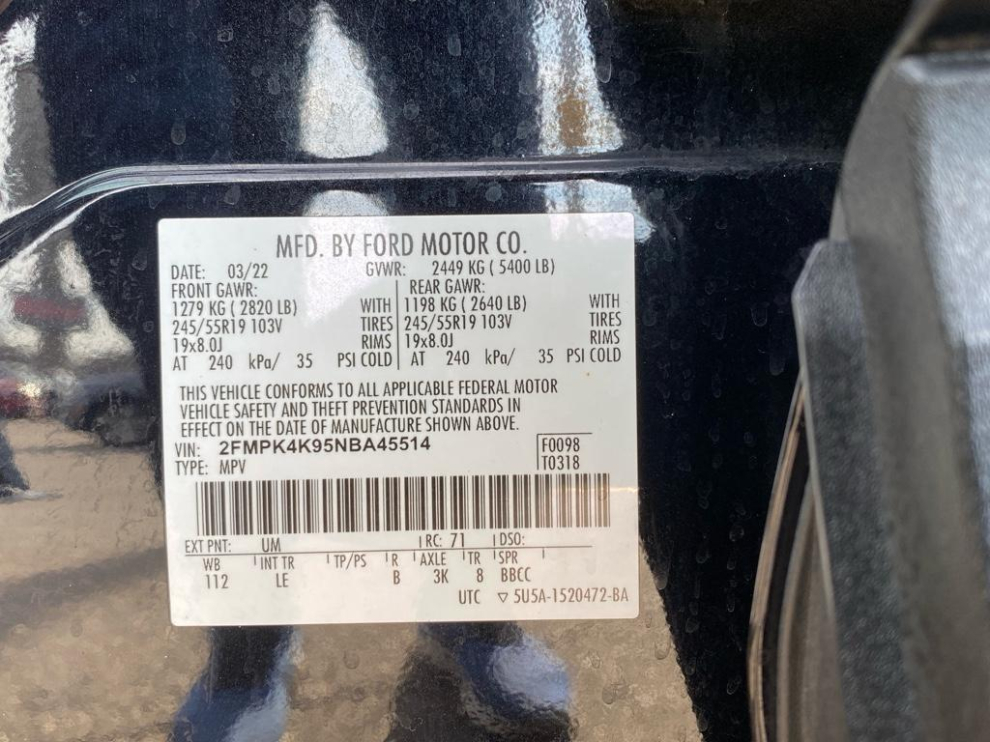 MFD. BY FORD MOTOR CO.
DATE: 03/22 GVWR: 2449 KG ( 5400 LB)
FRONT GAWR: REAR GAWR:
1279 KG ( 2820 LB) WITH 1198 KG ( 2640 LB) WITH
245/55R19 103V TIRES 245/55R19 103V TIRES
19x8.0J RIMS 19x8.0J RIMS
AT 240 kPa/ 35 PSI COLD AT 240 kPa/ 35 PSI COLD
THIS VEHICLE CONFORMS TO ALL APPLICABLE FEDERAL MOTOR
VEHICLE SAFETY AND THEFT PREVENTION STANDARDS IN
EFFECT ON THE DATE OF MANUFACTURE SHOWN ABOVE.
VIN: 2FMPK4K95NBA45514 F0098
TYPE: MPV T0318
EXT PNT: UM RC: 71 DSO:
WB INT TR TP/PS R AXLE TR SPR
112 LE B 3K 8 BBCC
UTC ▽ 5U5A-1520472-BA